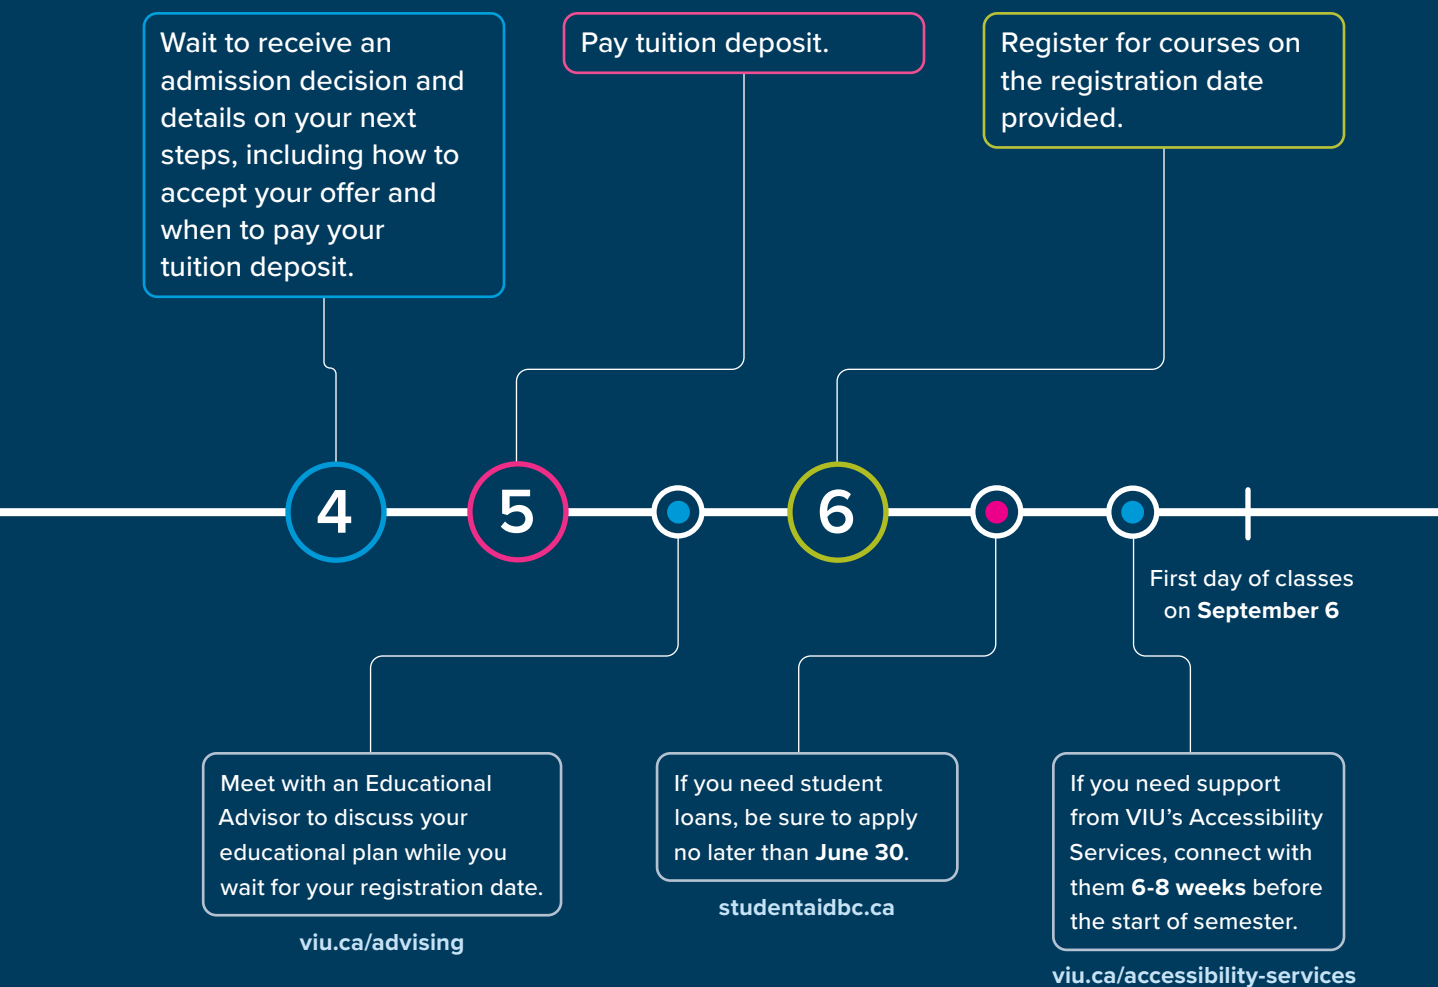 Wait to receive an
admission decision and
details on your next
steps, including how to
accept your offer and
when to pay your
tuition deposit.
Pay tuition deposit.
Register for courses on
the registration date
provided.
4
5
6
First day of classes
on September 6
Meet with an Educational
Advisor to discuss your
educational plan while you
wait for your registration date.
viu.ca/advising
If you need student
loans, be sure to apply
no later than June 30.
studentaidbc.ca
If you need support
from VIU's Accessibility
Services, connect with
them 6-8 weeks before
the start of semester.
viu.ca/accessibility-services